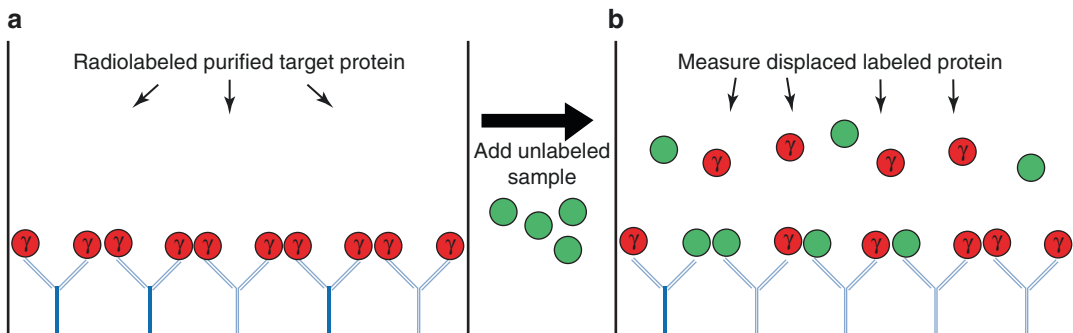 a
Radiolabeled purified target protein
γ γ γ γ γ γ γ γ γ γ
Add unlabeled
sample
b
Measure displaced labeled protein
γ γ γ γ
γ γ γ γ γ γ